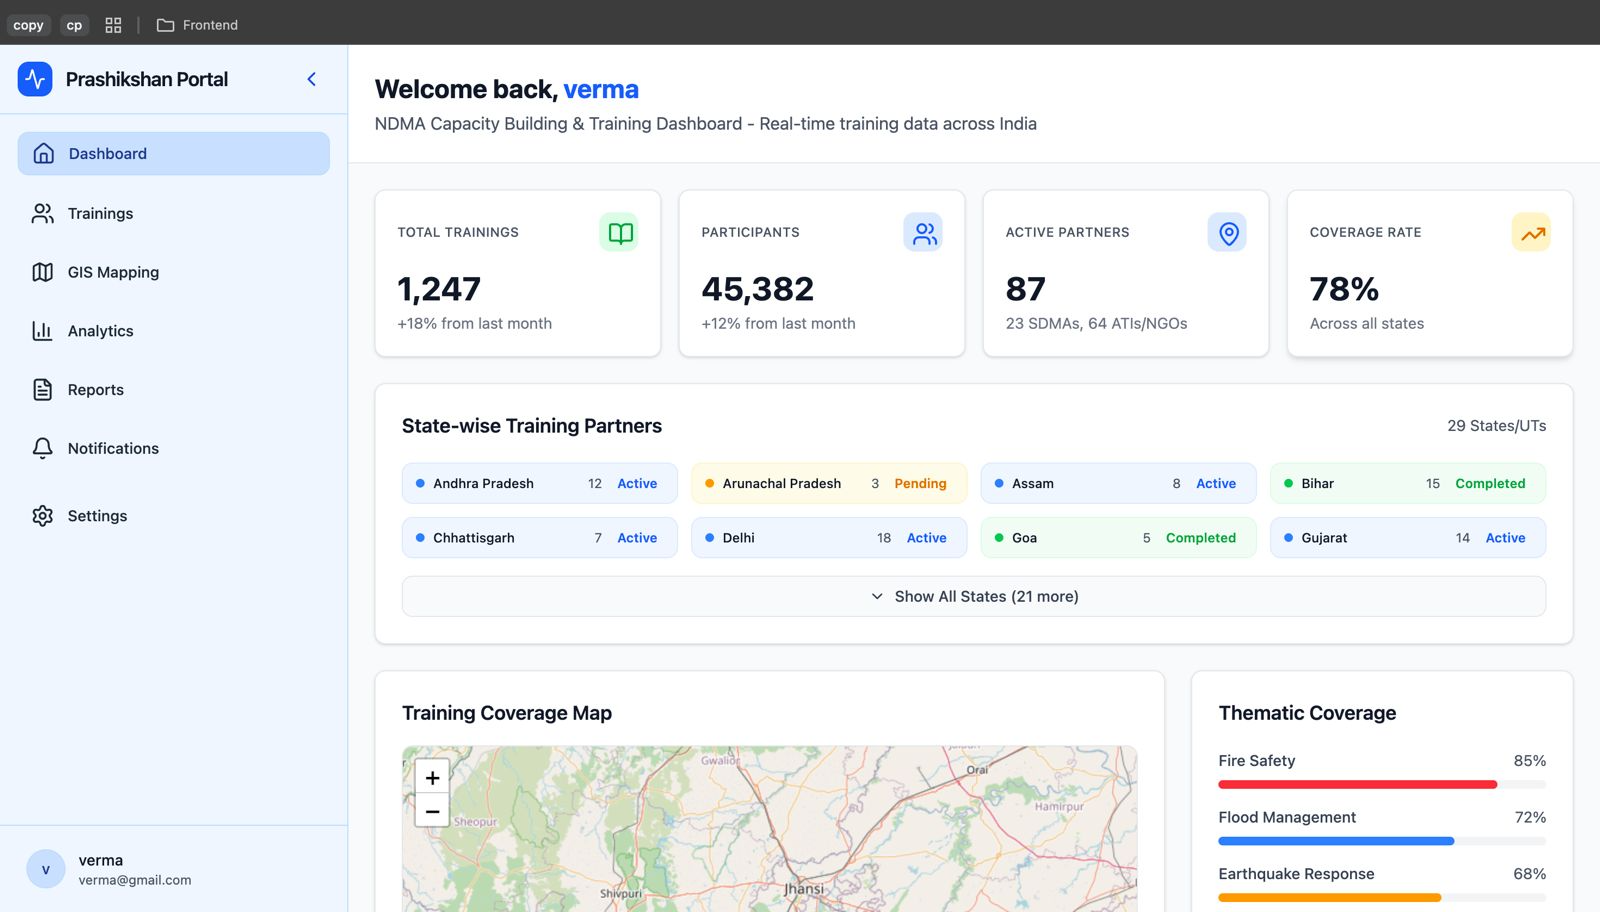 copy cp Frontend
Prashikshan Portal
Dashboard
Trainings
GIS Mapping
Analytics
Reports
Notifications
Settings
v
verma
verma@gmail.com
Welcome back, verma
NDMA Capacity Building & Training Dashboard - Real-time training data across India
TOTAL TRAININGS
1,247
+18% from last month
PARTICIPANTS
45,382
+12% from last month
ACTIVE PARTNERS
87
23 SDMAs, 64 ATIs/NGOs
COVERAGE RATE
78%
Across all states
State-wise Training Partners
29 States/UTs
Andhra Pradesh 12 Active
Arunachal Pradesh 3 Pending
Assam 8 Active
Bihar 15 Completed
Chhattisgarh 7 Active
Delhi 18 Active
Goa 5 Completed
Gujarat 14 Active
Show All States (21 more)
Training Coverage Map
+
−
Gwalior
Orai
Hamirpur
Sheopur
Jhansi
Shivpuri
Thematic Coverage
Fire Safety 85%
Flood Management 72%
Earthquake Response 68%